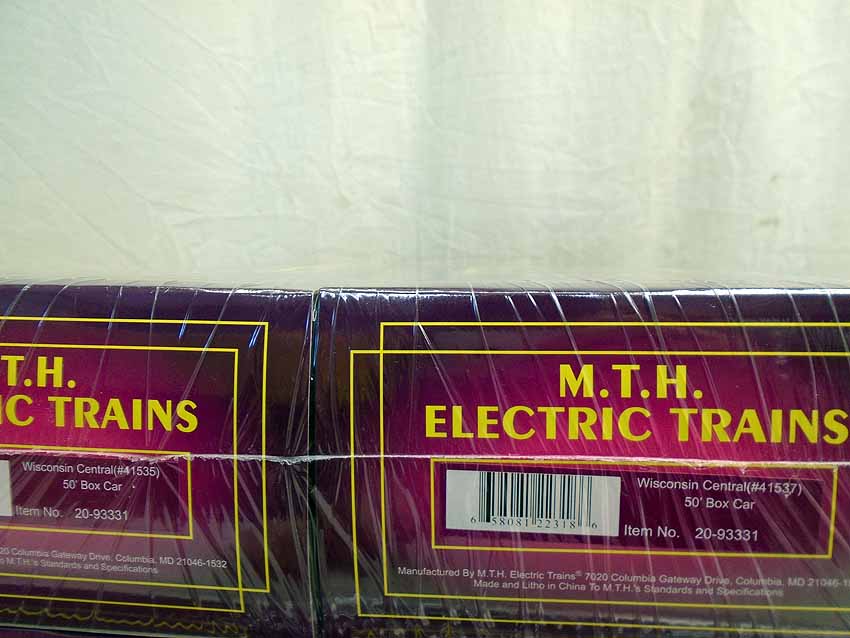 T.H.
IC TRAINS
Wisconsin Central(#41535)
50' Box Car
Item No. 20-93331
20 Columbia Gateway Drive, Columbia, MD 21046-1532
o M.T.H.'s Standards and Specifications
M.T.H.
ELECTRIC TRAINS
Wisconsin Central(#41537)
50' Box Car
6 58081 22318 6
Item No. 20-93331
Manufactured By M.T.H. Electric Trains® 7020 Columbia Gateway Drive, Columbia, MD 21046-1
Made and Litho in China To M.T.H.'s Standards and Specifications